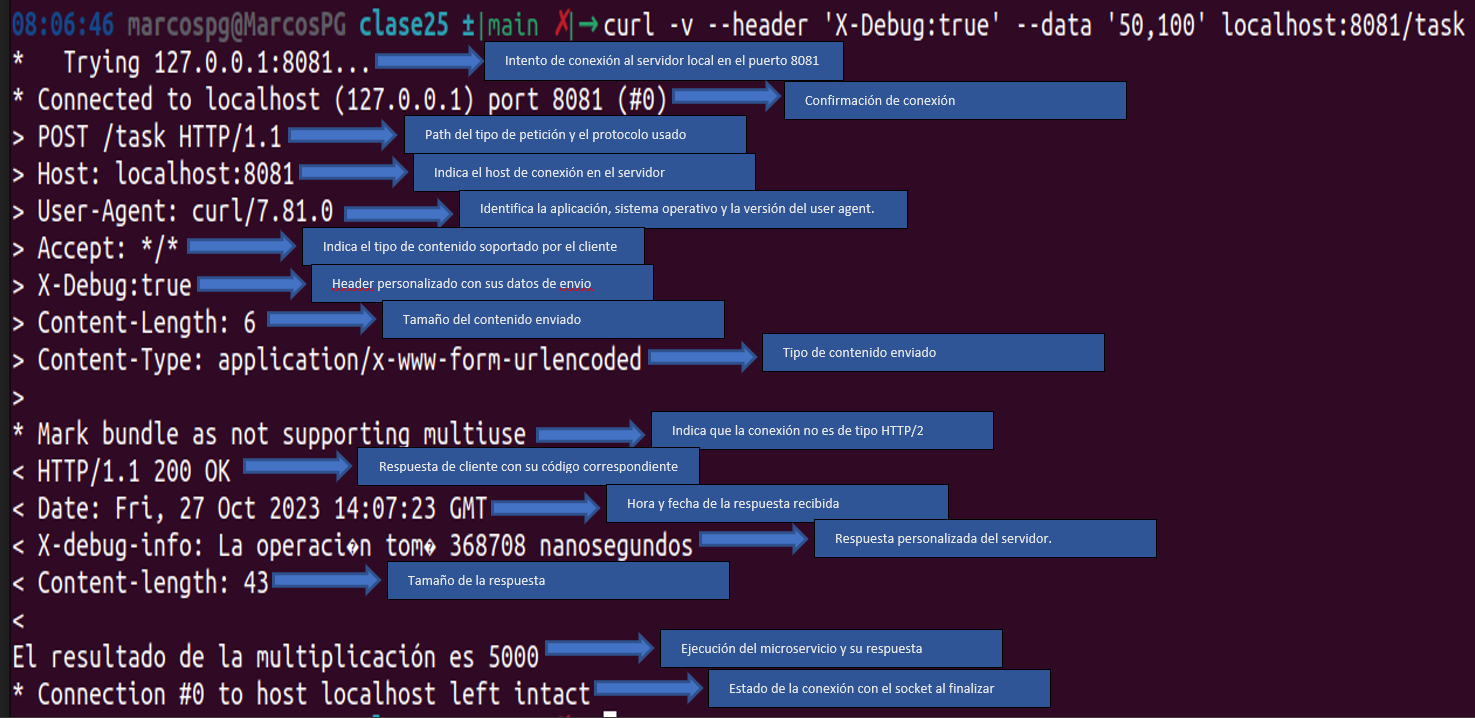 08:06:46 marcospg@MarcosPG clase25 ±|main ✗|→curl -v --header 'X-Debug:true' --data '50,100' localhost:8081/task
* Trying 127.0.0.1:8081... Intento de conexión al servidor local en el puerto 8081
* Connected to localhost (127.0.0.1) port 8081 (#0) Confirmación de conexión
> POST /task HTTP/1.1 Path del tipo de petición y el protocolo usado
> Host: localhost:8081 Indica el host de conexión en el servidor
> User-Agent: curl/7.81.0 Identifica la aplicación, sistema operativo y la versión del user agent.
> Accept: */* Indica el tipo de contenido soportado por el cliente
> X-Debug:true Header personalizado con sus datos de envio
> Content-Length: 6 Tamaño del contenido enviado
> Content-Type: application/x-www-form-urlencoded Tipo de contenido enviado
>
* Mark bundle as not supporting multiuse Indica que la conexión no es de tipo HTTP/2
< HTTP/1.1 200 OK Respuesta de cliente con su código correspondiente
< Date: Fri, 27 Oct 2023 14:07:23 GMT Hora y fecha de la respuesta recibida
< X-debug-info: La operaci�n tom� 368708 nanosegundos Respuesta personalizada del servidor.
< Content-length: 43 Tamaño de la respuesta
<
El resultado de la multiplicación es 5000 Ejecución del microservicio y su respuesta
* Connection #0 to host localhost left intact Estado de la conexión con el socket al finalizar